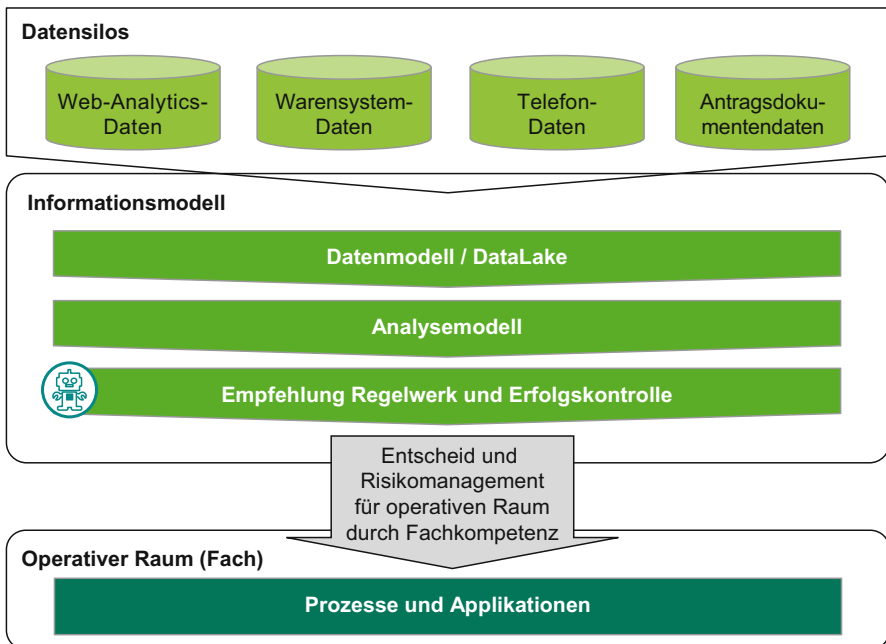 Datensilos
Web-Analytics-
Daten
Warensystem-
Daten
Telefon-
Daten
Antragsdoku-
mentendaten
Informationsmodell
Datenmodell / DataLake
Analysemodell
Empfehlung Regelwerk und Erfolgskontrolle
Entscheid und
Risikomanagement
für operativen Raum
durch Fachkompetenz
Operativer Raum (Fach)
Prozesse und Applikationen